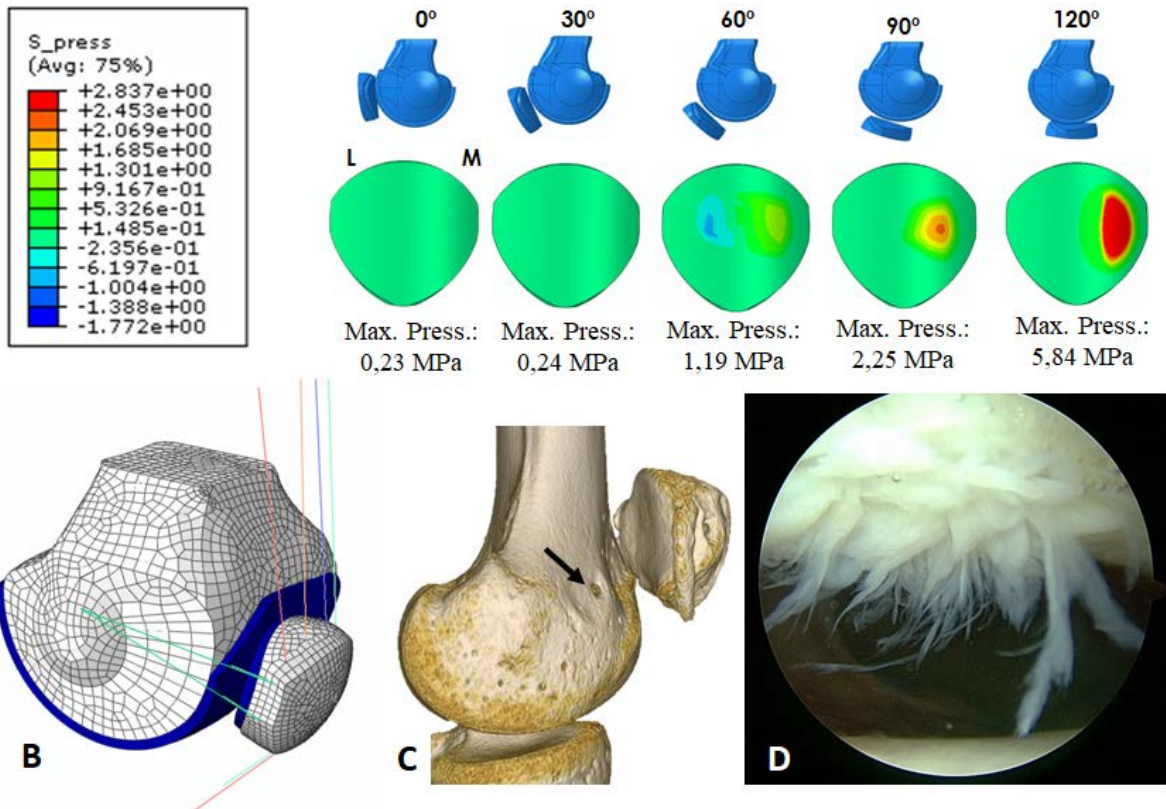 S_press
(Avg: 75%)
+2.837e+00
+2.453e+00
+2.069e+00
+1.685e+00
+1.301e+00
+9.167e-01
+5.326e-01
+1.485e-01
-2.356e-01
-6.197e-01
-1.004e+00
-1.388e+00
-1.772e+00
0º 30º 60º 90º 120º
L M
Max. Press.: Max. Press.: Max. Press.: Max. Press.: Max. Press.:
0,23 MPa 0,24 MPa 1,19 MPa 2,25 MPa 5,84 MPa
B C D